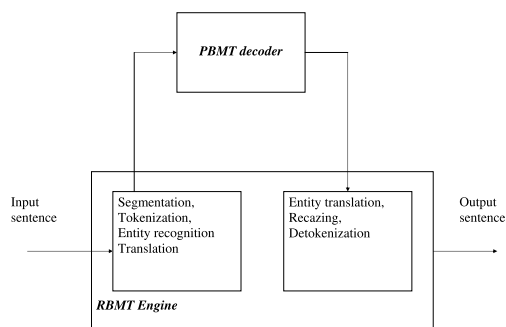 PBMT decoder
Input
sentence
Segmentation,
Tokenization,
Entity recognition
Translation
Entity translation,
Recazing,
Detokenization
Output
sentence
RBMT Engine